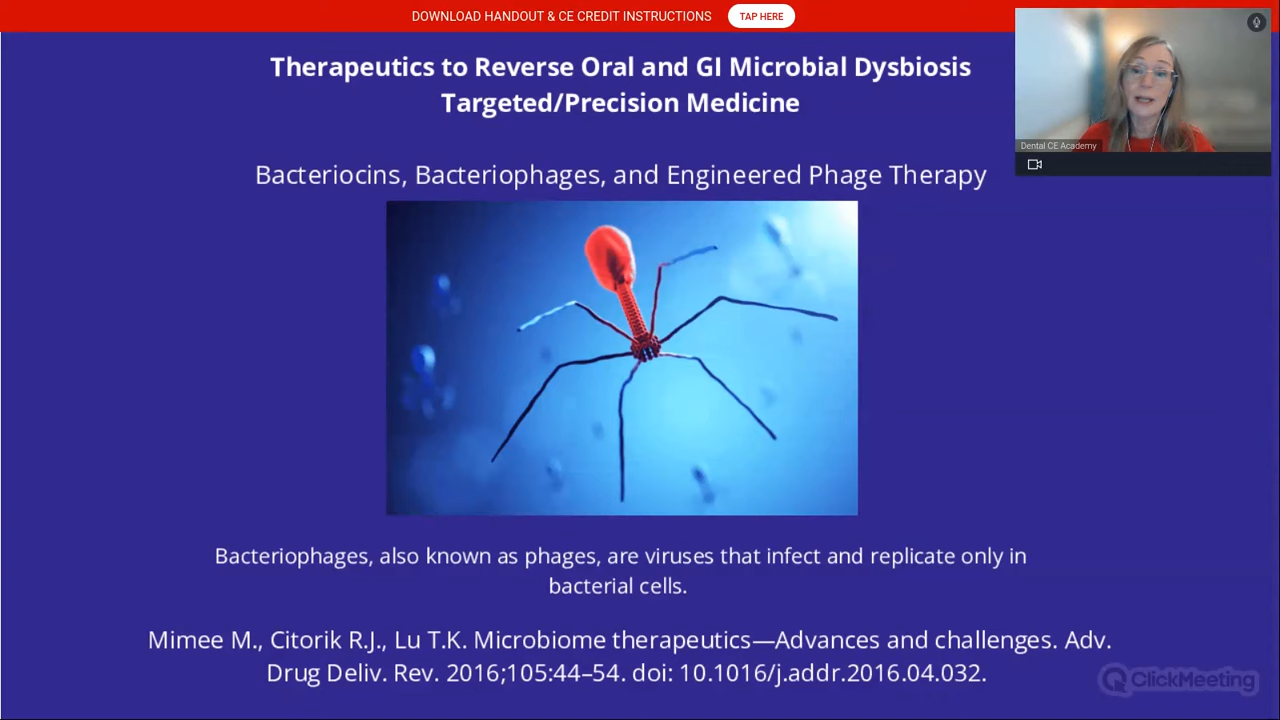 DOWNLOAD HANDOUT & CE CREDIT INSTRUCTIONS TAP HERE
Therapeutics to Reverse Oral and GI Microbial Dysbiosis
Targeted/Precision Medicine
Dental CE Academy
Bacteriocins, Bacteriophages, and Engineered Phage Therapy
Bacteriophages, also known as phages, are viruses that infect and replicate only in
bacterial cells.
Mimee M., Citorik R.J., Lu T.K. Microbiome therapeutics—Advances and challenges. Adv.
Drug Deliv. Rev. 2016;105:44–54. doi: 10.1016/j.addr.2016.04.032.
ClickMeeting